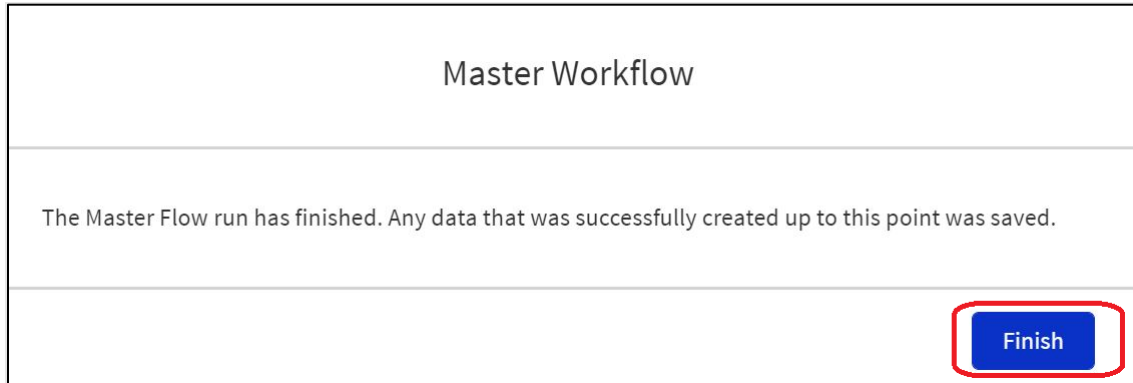 Master Workflow
The Master Flow run has finished. Any data that was successfully created up to this point was saved.
Finish